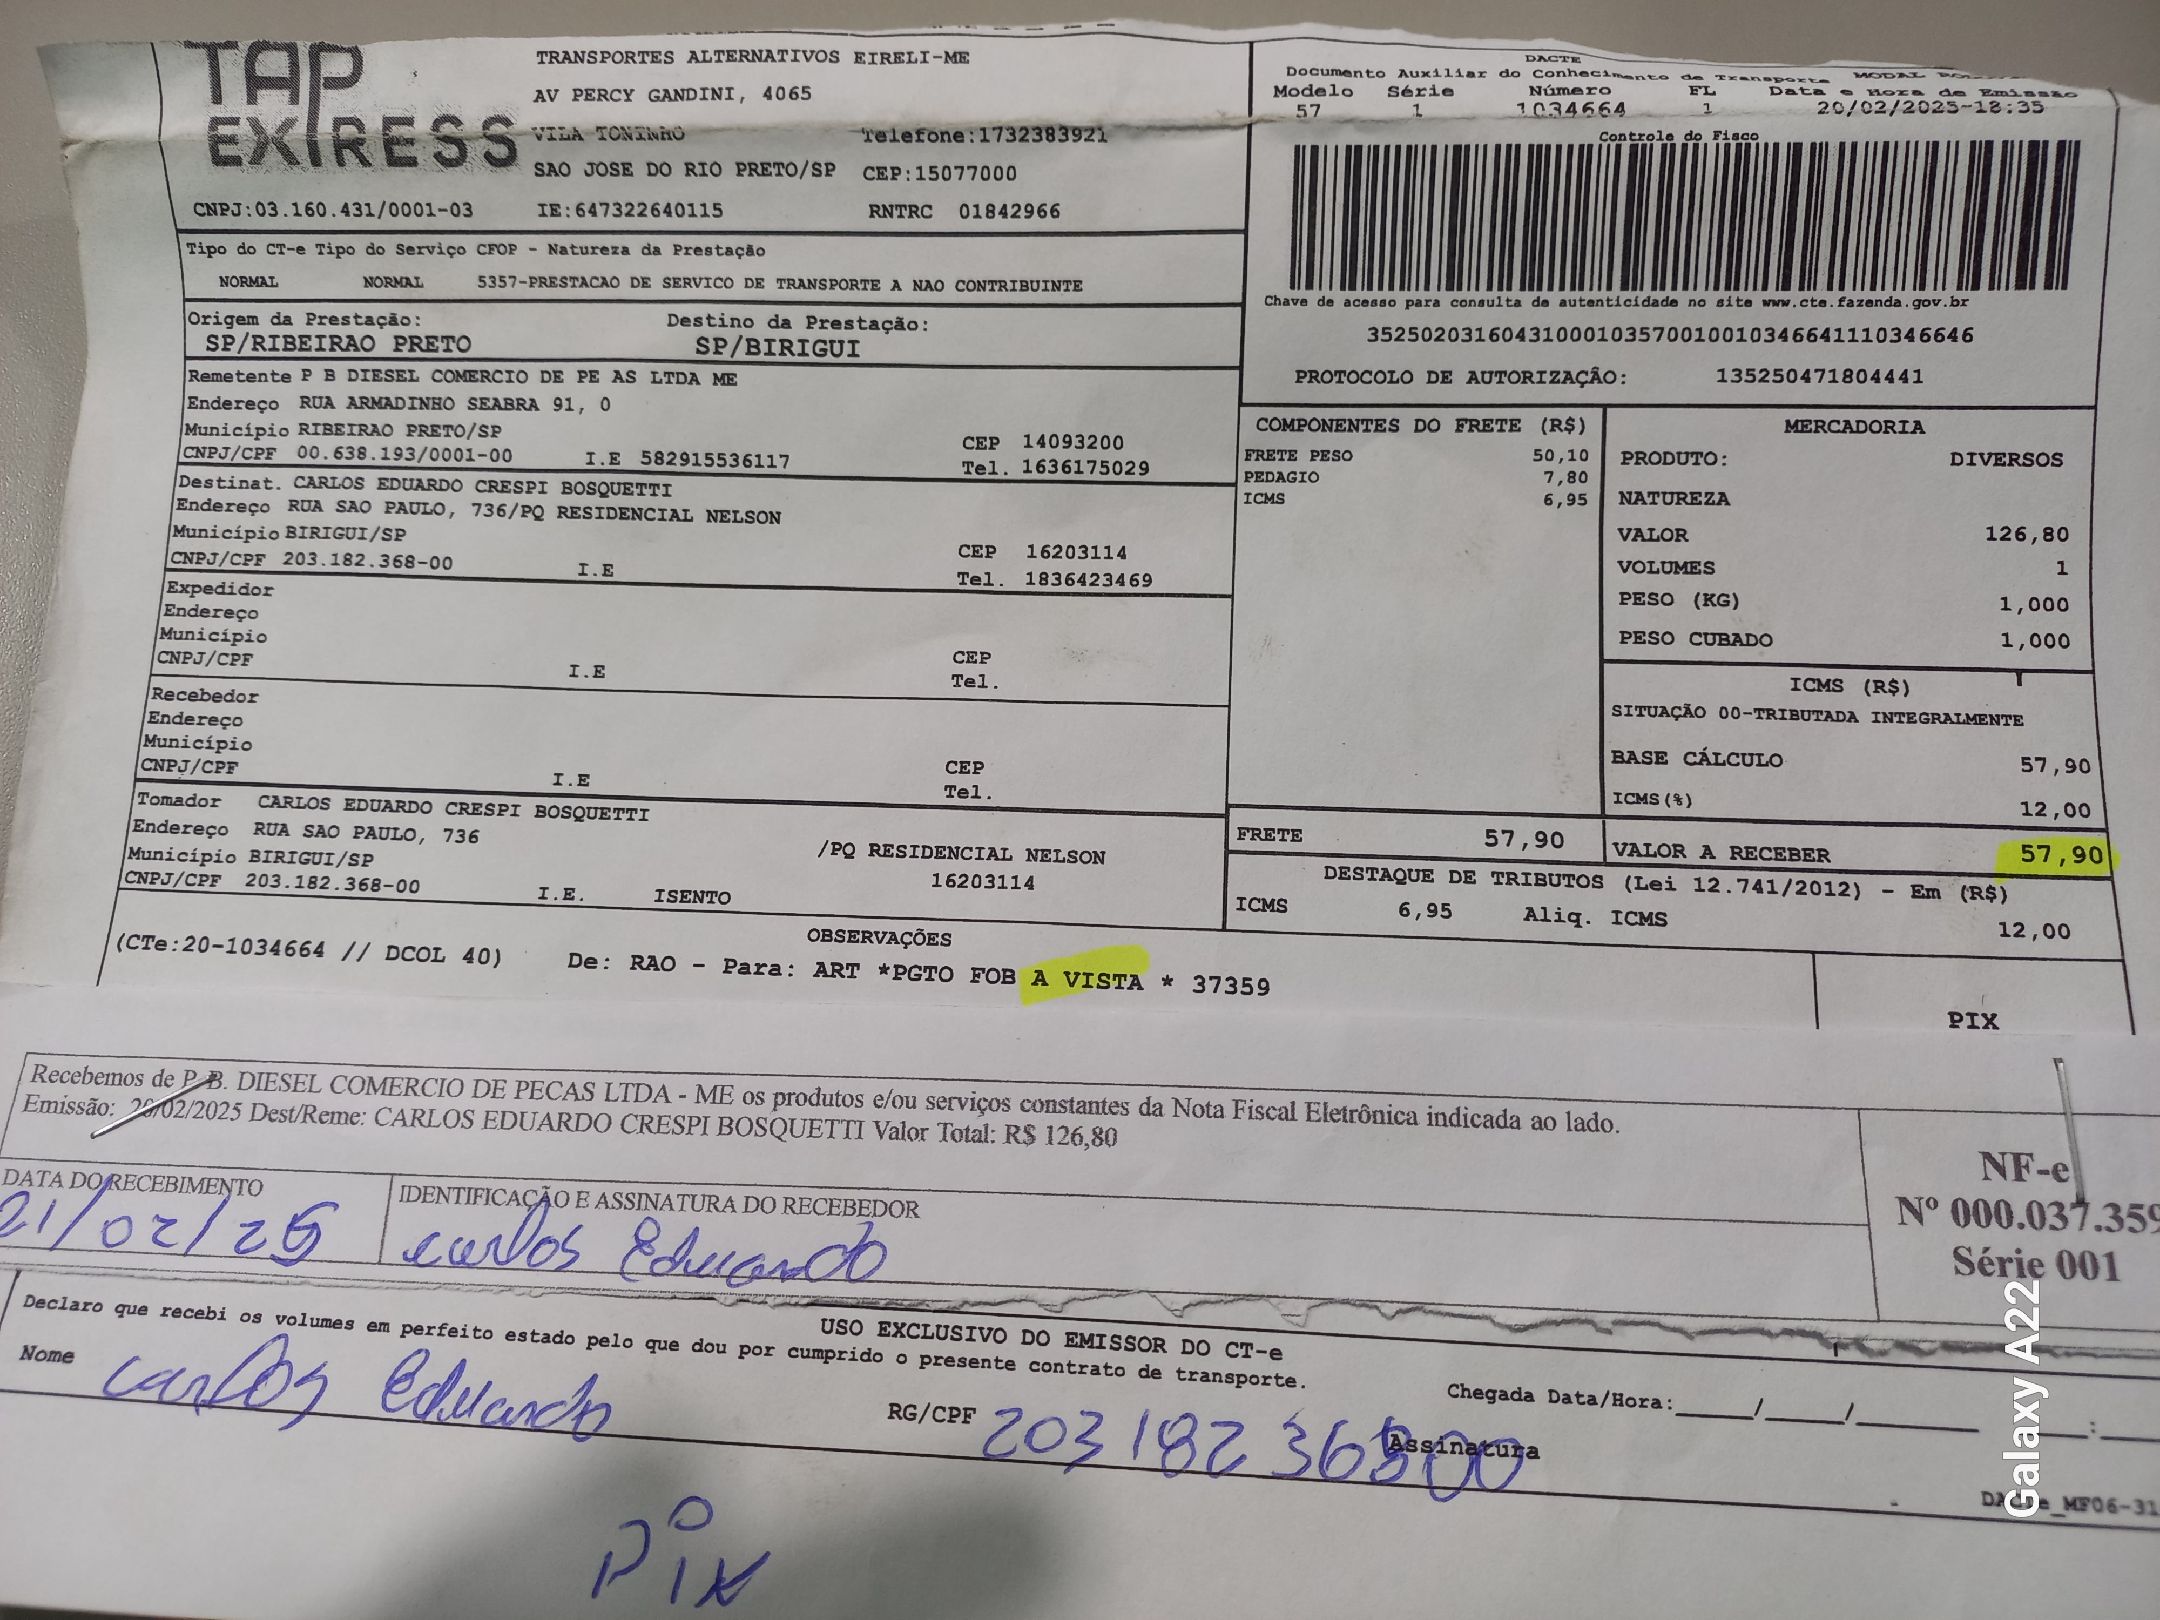 TAP EXPRESS
TRANSPORTES ALTERNATIVOS EIRELI-ME
AV PERCY GANDINI, 4065
VILA TONINHO Telefone:1732383921
SAO JOSE DO RIO PRETO/SP CEP:15077000
CNPJ:03.160.431/0001-03 IE:647322640115 RNTRC 01842966
DACTE
Documento Auxiliar do Conhecimento de Transporte MODAL
Modelo Série Número FL Data e Hora de Emissão
57 1 1034664 1 20/02/2025-18:35
Controle do Fisco
Chave de acesso para consulta de autenticidade no site www.cte.fazenda.gov.br
35250203160431000103570010010346641110346646
PROTOCOLO DE AUTORIZAÇÃO: 135250471804441
Tipo do CT-e Tipo do Serviço CFOP - Natureza da Prestação
NORMAL NORMAL 5357-PRESTACAO DE SERVICO DE TRANSPORTE A NAO CONTRIBUINTE
Origem da Prestação: Destino da Prestação:
SP/RIBEIRAO PRETO SP/BIRIGUI
Remetente P B DIESEL COMERCIO DE PE AS LTDA ME
Endereço RUA ARMADINHO SEABRA 91, 0
Município RIBEIRAO PRETO/SP CEP 14093200
CNPJ/CPF 00.638.193/0001-00 I.E 582915536117 Tel. 1636175029
Destinat. CARLOS EDUARDO CRESPI BOSQUETTI
Endereço RUA SAO PAULO, 736/PQ RESIDENCIAL NELSON
Município BIRIGUI/SP CEP 16203114
CNPJ/CPF 203.182.368-00 I.E Tel. 1836423469
Expedidor
Endereço
Município CEP
CNPJ/CPF I.E Tel.
Recebedor
Endereço
Município CEP
CNPJ/CPF I.E Tel.
Tomador CARLOS EDUARDO CRESPI BOSQUETTI
Endereço RUA SAO PAULO, 736 /PQ RESIDENCIAL NELSON
Município BIRIGUI/SP 16203114
CNPJ/CPF 203.182.368-00 I.E. ISENTO
COMPONENTES DO FRETE (R$)
FRETE PESO 50,10
PEDAGIO 7,80
ICMS 6,95
MERCADORIA
PRODUTO: DIVERSOS
NATUREZA
VALOR 126,80
VOLUMES 1
PESO (KG) 1,000
PESO CUBADO 1,000
ICMS (R$)
SITUAÇÃO 00-TRIBUTADA INTEGRALMENTE
BASE CÁLCULO 57,90
ICMS(%) 12,00
FRETE 57,90 VALOR A RECEBER 57,90
DESTAQUE DE TRIBUTOS (Lei 12.741/2012) - Em (R$)
ICMS 6,95 Aliq. ICMS 12,00
OBSERVAÇÕES
(CTe:20-1034664 // DCOL 40) De: RAO - Para: ART *PGTO FOB A VISTA * 37359
PIX
Recebemos de P. B. DIESEL COMERCIO DE PECAS LTDA - ME os produtos e/ou serviços constantes da Nota Fiscal Eletrônica indicada ao lado.
Emissão: 20/02/2025 Dest/Reme: CARLOS EDUARDO CRESPI BOSQUETTI Valor Total: R$ 126,80
DATA DO RECEBIMENTO IDENTIFICAÇÃO E ASSINATURA DO RECEBEDOR
21/02/25 carlos Eduardo
NF-e
Nº 000.037.359
Série 001
USO EXCLUSIVO DO EMISSOR DO CT-e
Declaro que recebi os volumes em perfeito estado pelo que dou por cumprido o presente contrato de transporte.
Nome carlos Eduardo RG/CPF 20318236800 Assinatura
Chegada Data/Hora:____/____/______ ____:
MF06-31
Pix
Galaxy A22